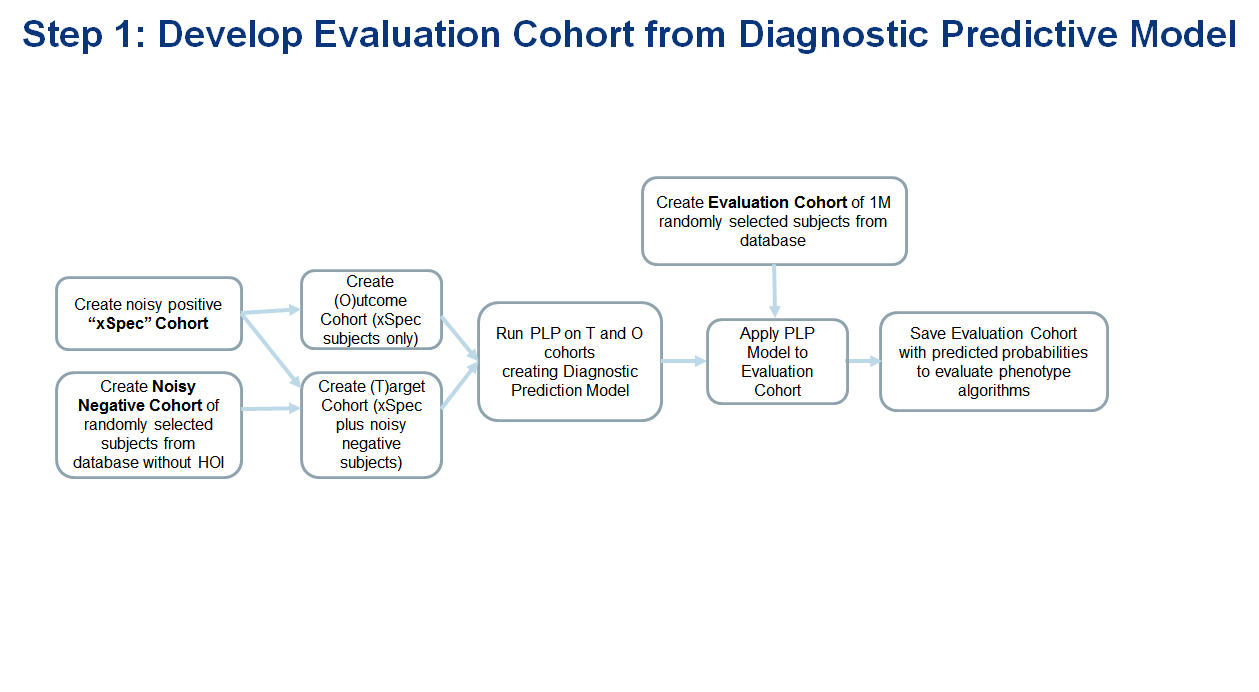 Step 1: Develop Evaluation Cohort from Diagnostic Predictive Model
Create Evaluation Cohort of 1M
randomly selected subjects from
database
Create noisy positive
“xSpec” Cohort
Create
(O)utcome
Cohort (xSpec
subjects only)
Create Noisy
Negative Cohort of
randomly selected
subjects from
database without HOI
Create (T)arget
Cohort (xSpec
plus noisy
negative
subjects)
Run PLP on T and O
cohorts
creating Diagnostic
Prediction Model
Apply PLP
Model to
Evaluation
Cohort
Save Evaluation Cohort
with predicted probabilities
to evaluate phenotype
algorithms